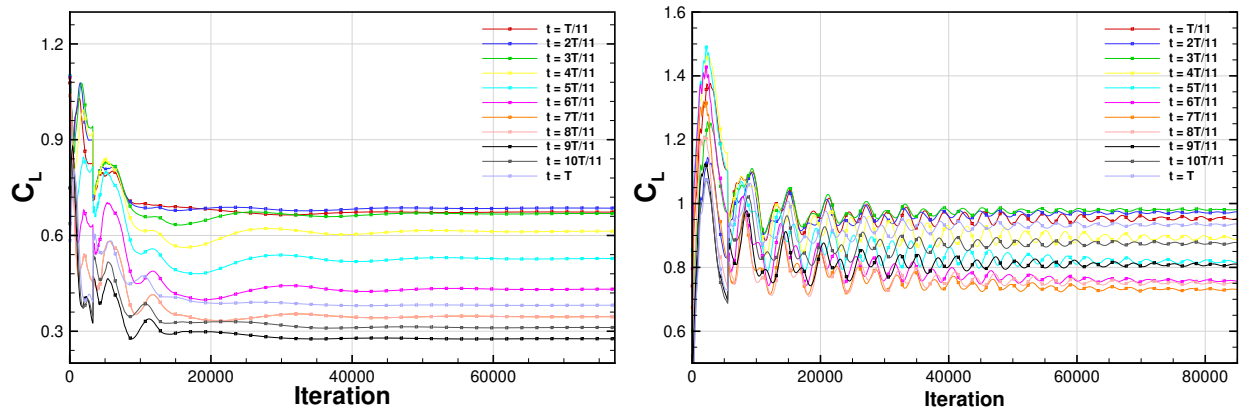 1.2
0.9
0.6
0.3
C_L
0
20000
40000
60000
Iteration
t = T/11
t = 2T/11
t = 3T/11
t = 4T/11
t = 5T/11
t = 6T/11
t = 7T/11
t = 8T/11
t = 9T/11
t = 10T/11
t = T
1.6
1.4
1.2
1
0.8
0.6
C_L
0
20000
40000
60000
80000
Iteration
t = T/11
t = 2T/11
t = 3T/11
t = 4T/11
t = 5T/11
t = 6T/11
t = 7T/11
t = 8T/11
t = 9T/11
t = 10T/11
t = T